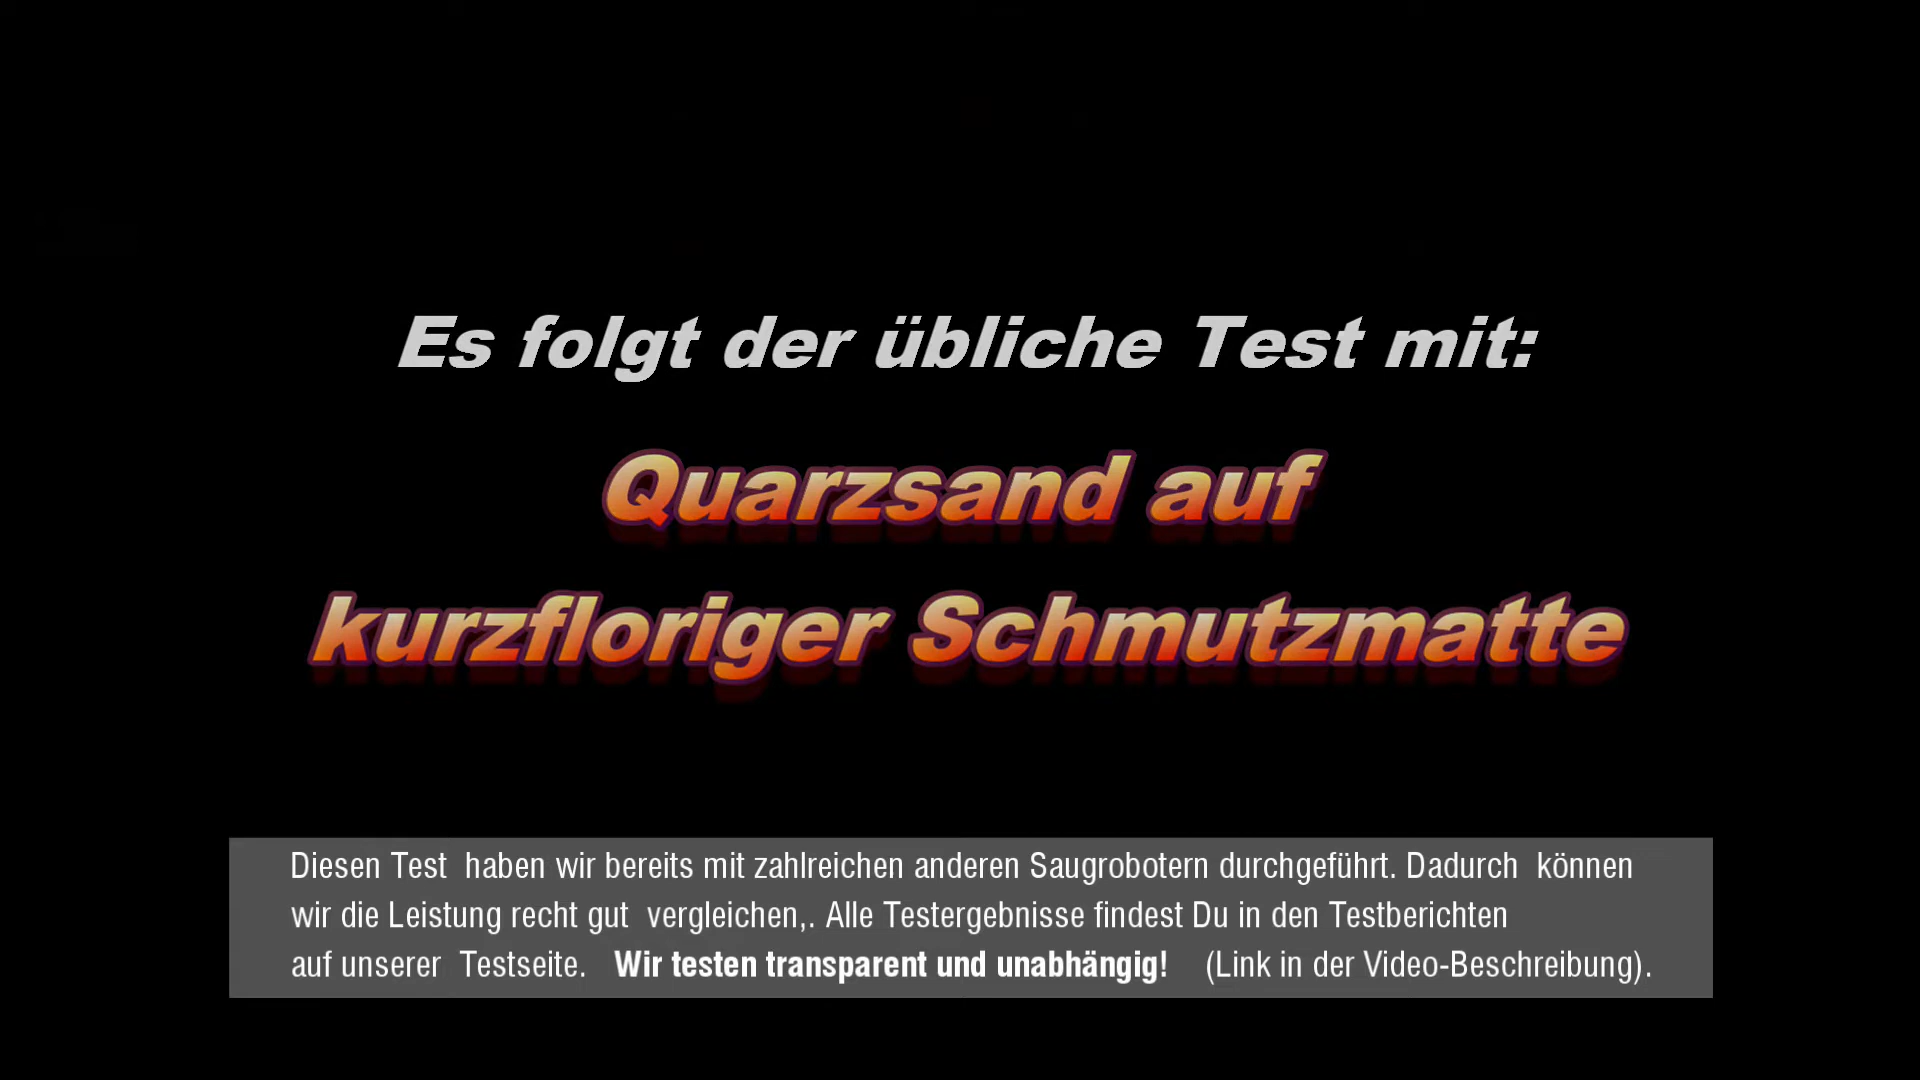 Es folgt der übliche Test mit:
Quarzsand auf
kurzfloriger Schmutzmatte
Diesen Test  haben wir bereits mit zahlreichen anderen Saugrobotern durchgeführt. Dadurch  können
wir die Leistung recht gut  vergleichen,. Alle Testergebnisse findest Du in den Testberichten
auf unserer  Testseite.   Wir testen transparent und unabhängig!    (Link in der Video-Beschreibung).